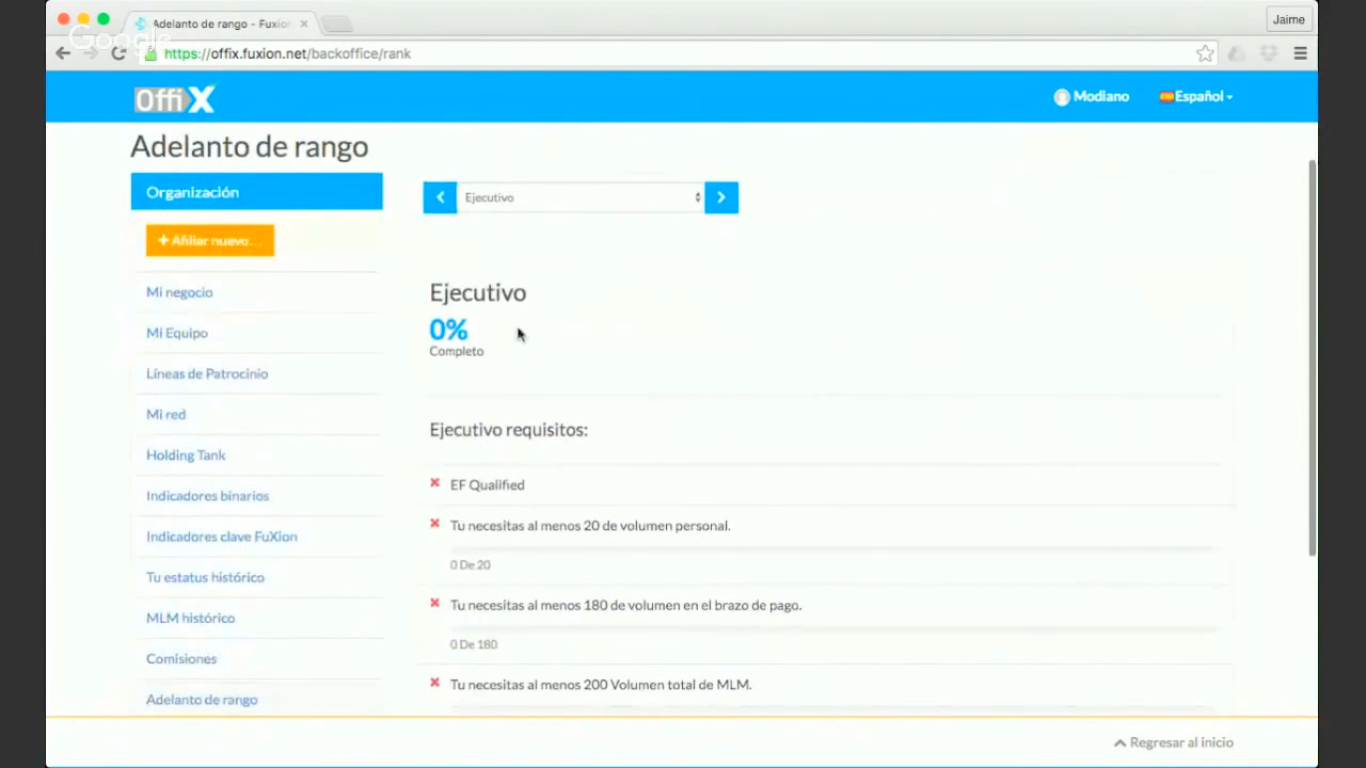 Adelanto de rango - Fuxion
Jaime
Google
https://offix.fuxion.net/backoffice/rank
OffiX
Modiano
Español
Adelanto de rango
Organización
Ejecutivo
+ Afiliar nuevo...
Mi negocio
Mi Equipo
Líneas de Patrocinio
Mi red
Holding Tank
Indicadores binarios
Indicadores clave FuXion
Tu estatus histórico
MLM histórico
Comisiones
Adelanto de rango
Ejecutivo
0%
Completo
Ejecutivo requisitos:
EF Qualified
Tu necesitas al menos 20 de volumen personal.
0 De 20
Tu necesitas al menos 180 de volumen en el brazo de pago.
0 De 180
Tu necesitas al menos 200 Volumen total de MLM.
Regresar al inicio